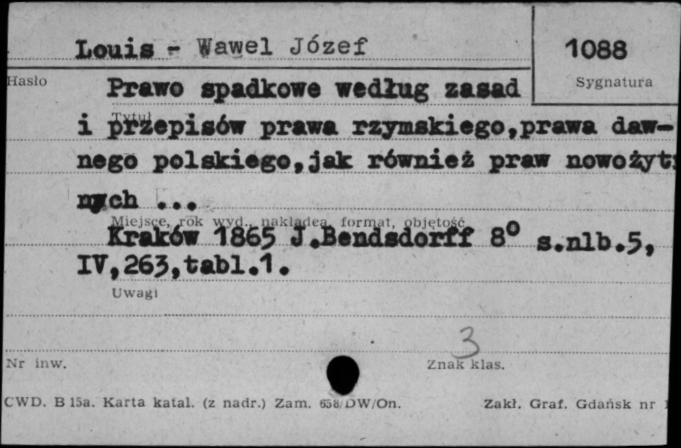 Louis - Wawel Józef
1088
Hasło
Sygnatura
Prawo spadkowe według zasad
Tytuł
i przepisów prawa rzymskiego,prawa daw-
nego polskiego,jak również praw nowożyt
nych ...
Miejsce, rok wyd., nakładca, format, objętość
Kraków 1865 J.Bendsdorff 8° s.nlb.5,
IV,263,tabl.1.
Uwagi
3
Nr inw.
Znak klas.
CWD. B 15a. Karta katal. (z nadr.) Zam. 658/DW/On.
Zakł. Graf. Gdańsk nr